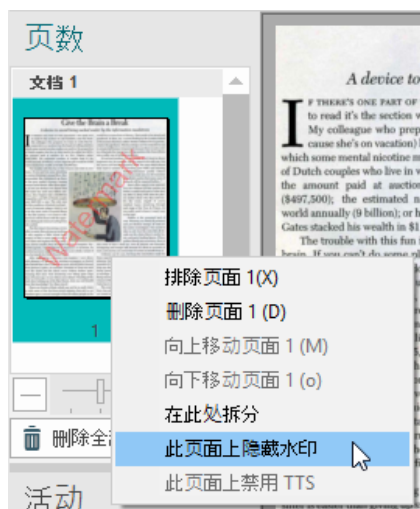 页数
文档 1
Give the Brain a Break
Watermark
1
A device to
IF THERE'S ONE PART OF
to read it's the section w
My colleague who prep
cause she's on vacation)
which some mental nicotine m
of Dutch couples who live in
the amount paid at auction
($497,500); the estimated n
world annually (9 billion); or h
Gates stacked his wealth in $1
The trouble with this fun
brain. If you can't do some pl
排除页面 1(X)
删除页面 1 (D)
向上移动页面 1 (M)
向下移动页面 1 (o)
在此处拆分
删除全
此页面上隐藏水印
此页面上禁用 TTS
活动